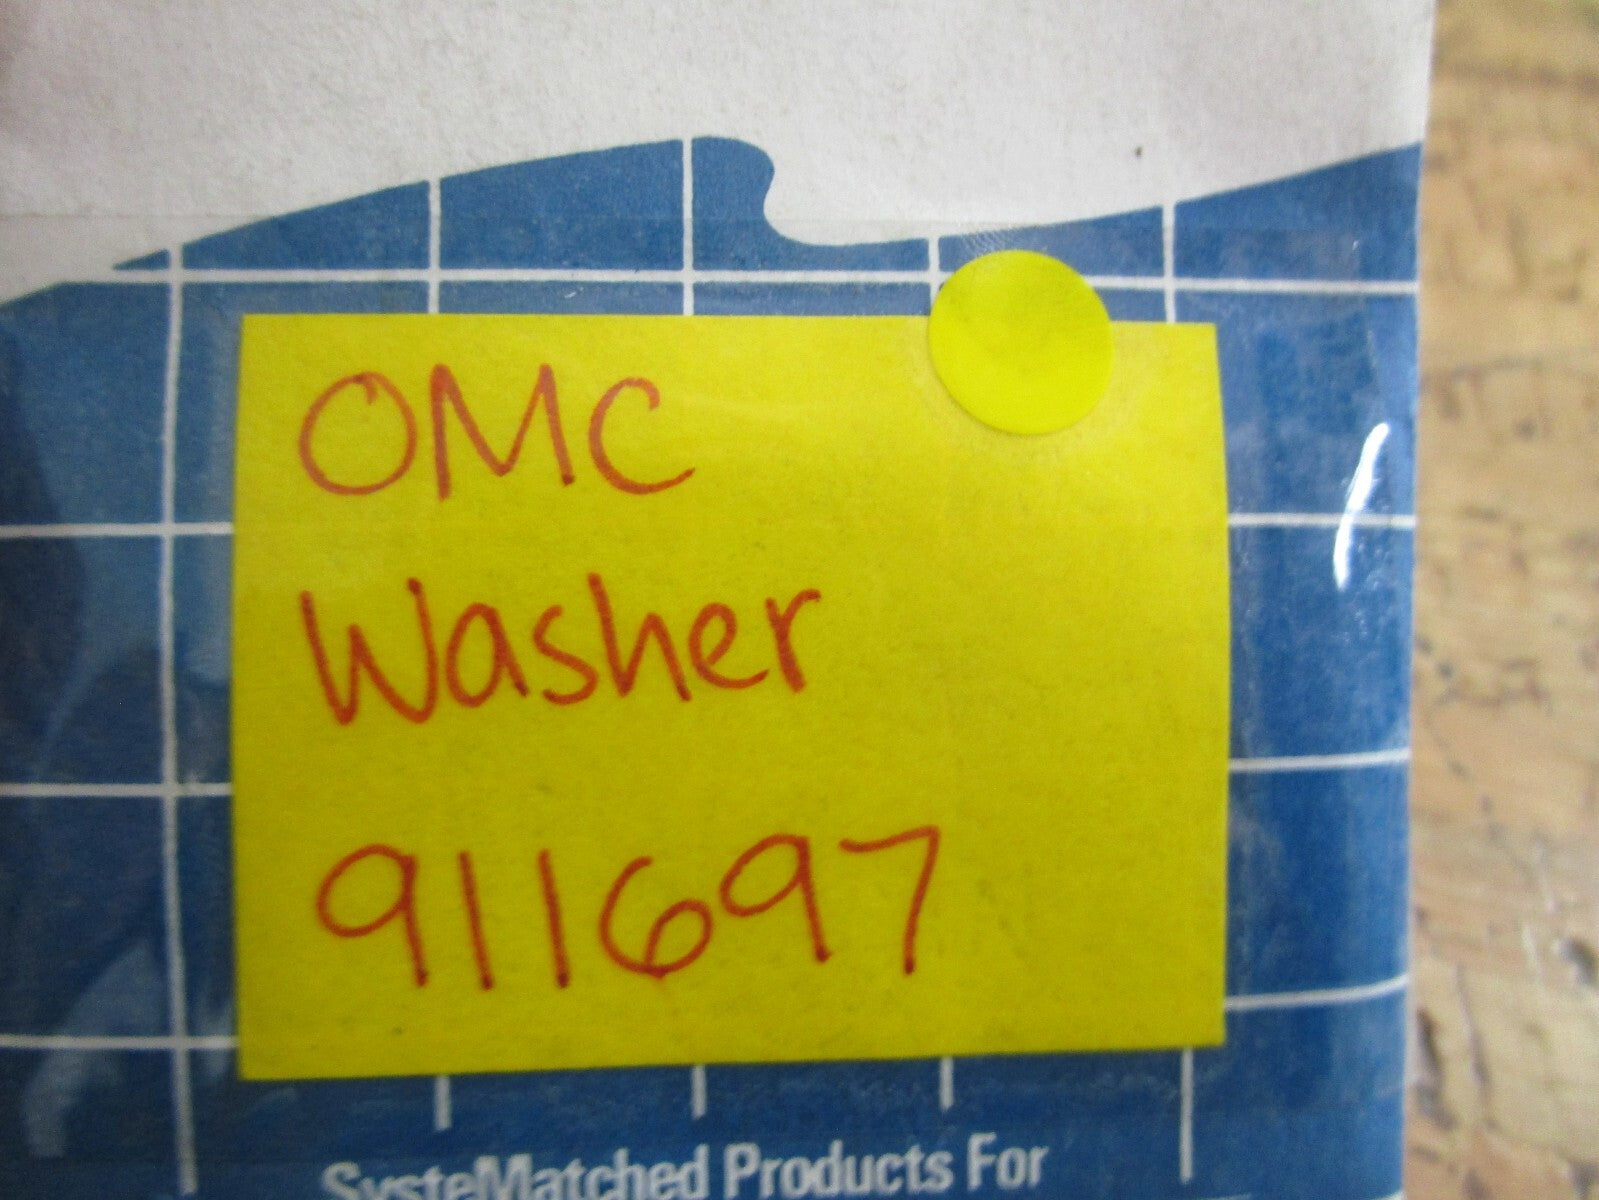 OMC
Washer
911697
SysteMatched Products For